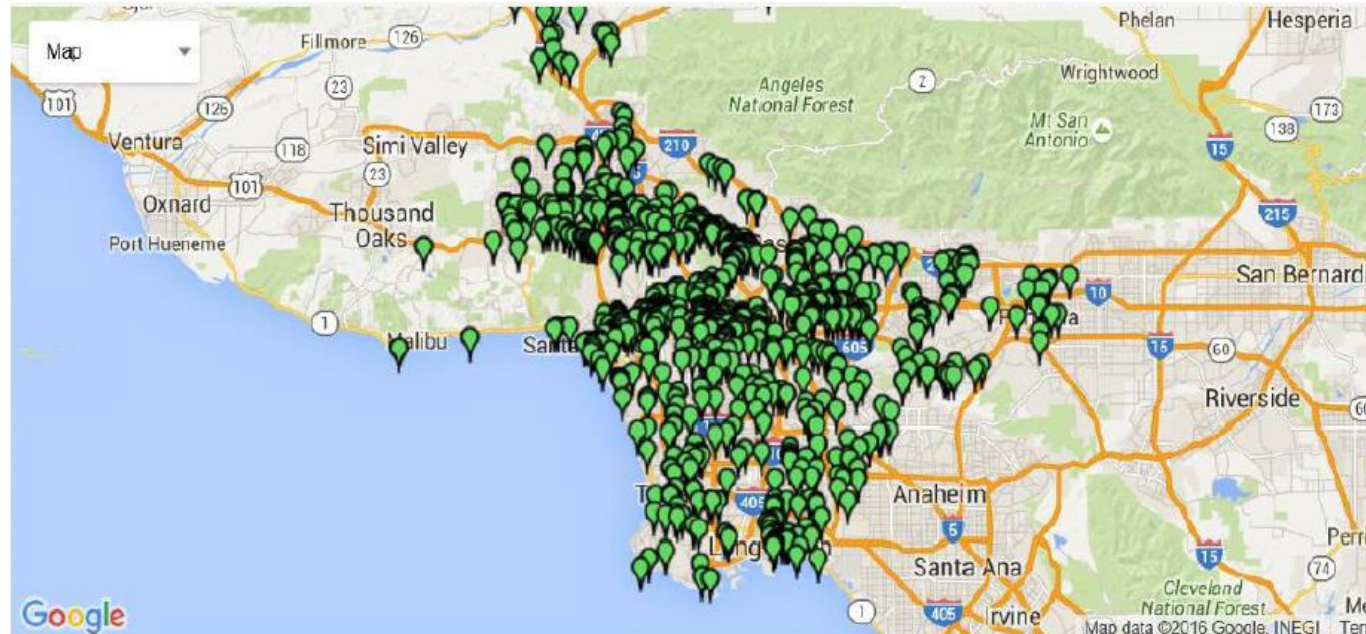 Map
Phelan
Hesperia
Fillmore
126
2
Wrightwood
Angeles
National Forest
23
101
126
173
Mt San
Antonio
138
Ventura
118
Simi Valley
210
15
23
101
Oxnard
Thousand
Oaks
215
Port Hueneme
San Bernard
10
1
Malibu
605
15
60
Riverside
405
Anaheim
5
15
Perr
Santa Ana
74
Cleveland
National Forest
1
405
Irvine
Google
Map data ©2016 Google, INEGI
Ter